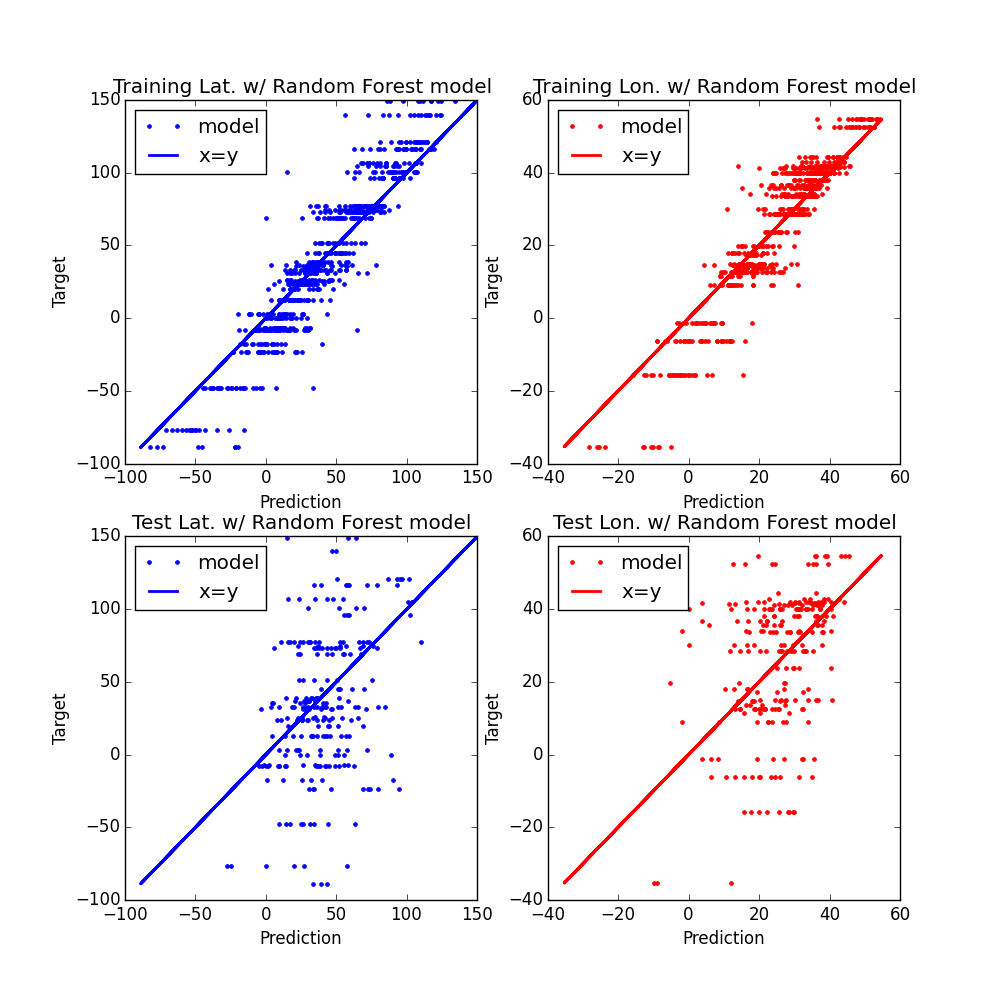 Training Lat. w/ Random Forest model
150
100
50
0
−50
−100
−100 −50 0 50 100 150
Target
Prediction
model
x=y
Training Lon. w/ Random Forest model
60
40
20
0
−20
−40
−40 −20 0 20 40 60
Target
Prediction
model
x=y
Test Lat. w/ Random Forest model
150
100
50
0
−50
−100
−100 −50 0 50 100 150
Target
Prediction
model
x=y
Test Lon. w/ Random Forest model
60
40
20
0
−20
−40
−40 −20 0 20 40 60
Target
Prediction
model
x=y